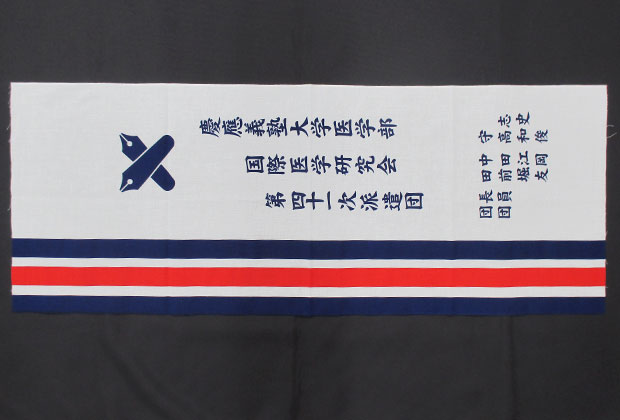 慶應義塾大学医学部
国際医学研究会
第四十一次派遣団
団長 田中 守
団員 前田 高志
堀江 和史
友岡 俊